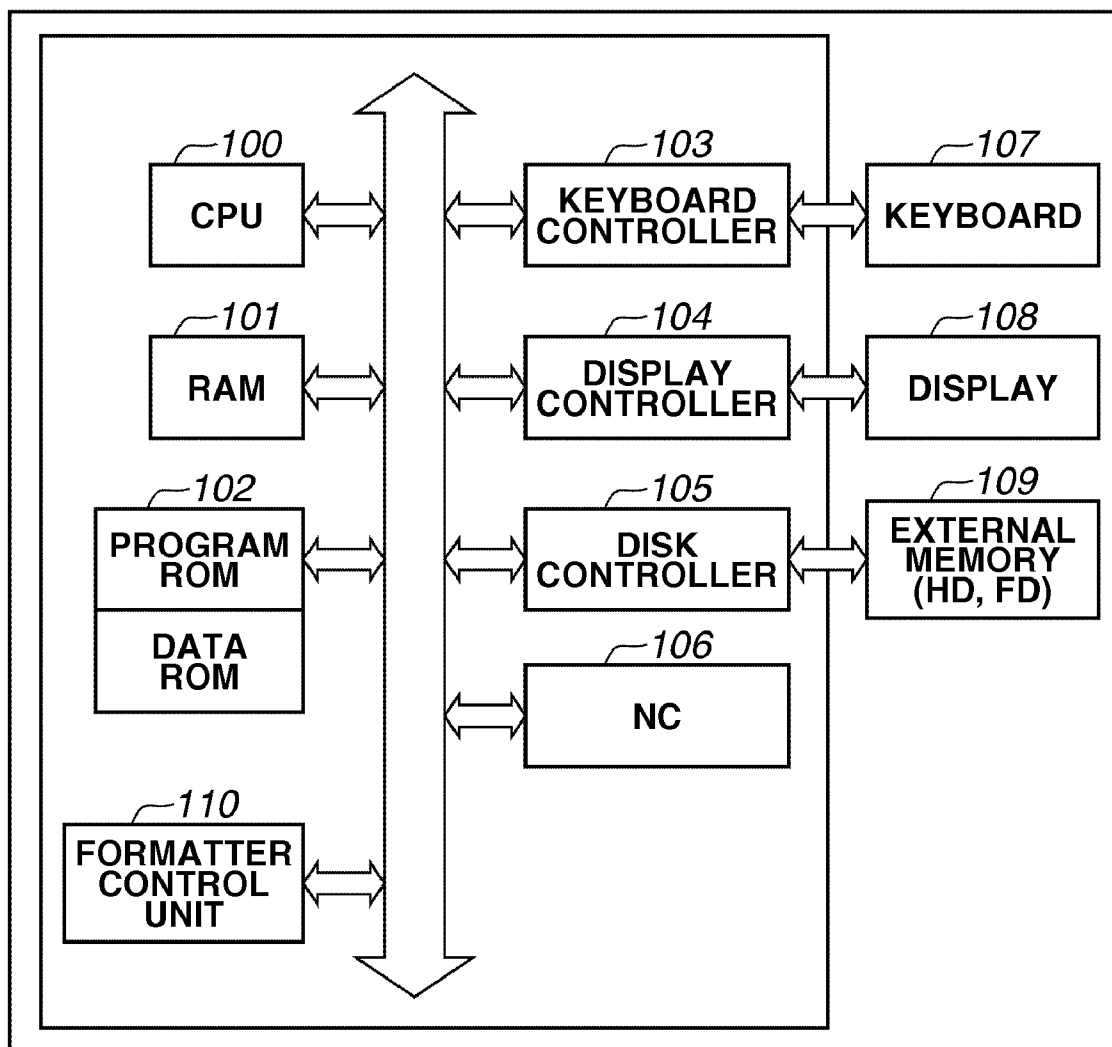 100
CPU
103
KEYBOARD
CONTROLLER
107
KEYBOARD
101
RAM
104
DISPLAY
CONTROLLER
108
DISPLAY
102
PROGRAM
ROM
DATA
ROM
105
DISK
CONTROLLER
109
EXTERNAL
MEMORY
(HD, FD)
106
NC
110
FORMATTER
CONTROL
UNIT